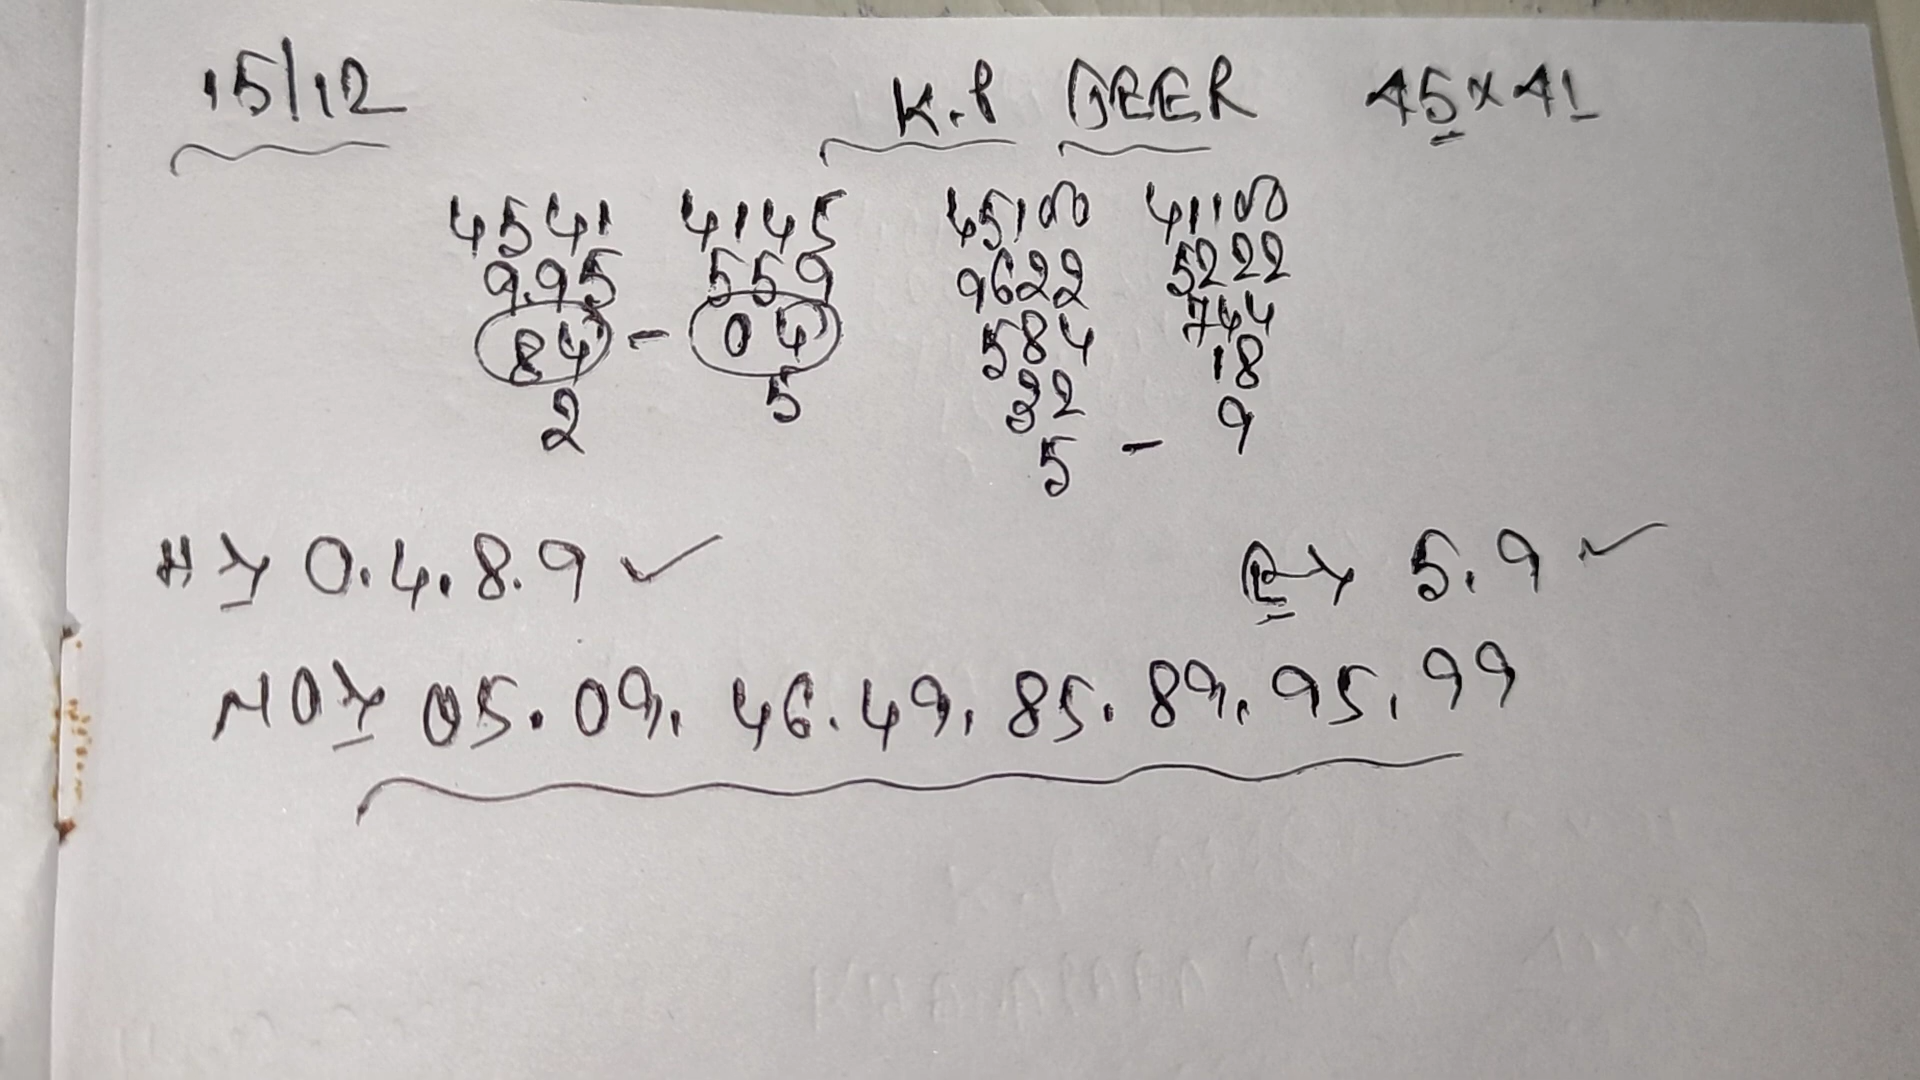 15/12 K.P DEER 45x41
4541 4145 45100 41100
995 559 9622 5222
84 - 04 584 744
2 5 32 18
5 - 9
H> 0.4.8.9 ✓ E> 5.9 ✓
NO> 05.09.46.49.85.89.95.99